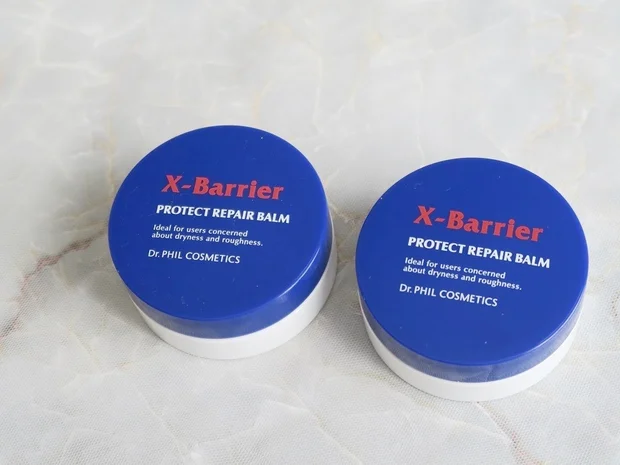 X-Barrier
PROTECT REPAIR BALM
Ideal for users concerned
about dryness and roughness.
Dr.PHIL COSMETICS
X-Barrier
PROTECT REPAIR BALM
Ideal for users concerned
about dryness and roughness.
Dr.PHIL COSMETICS